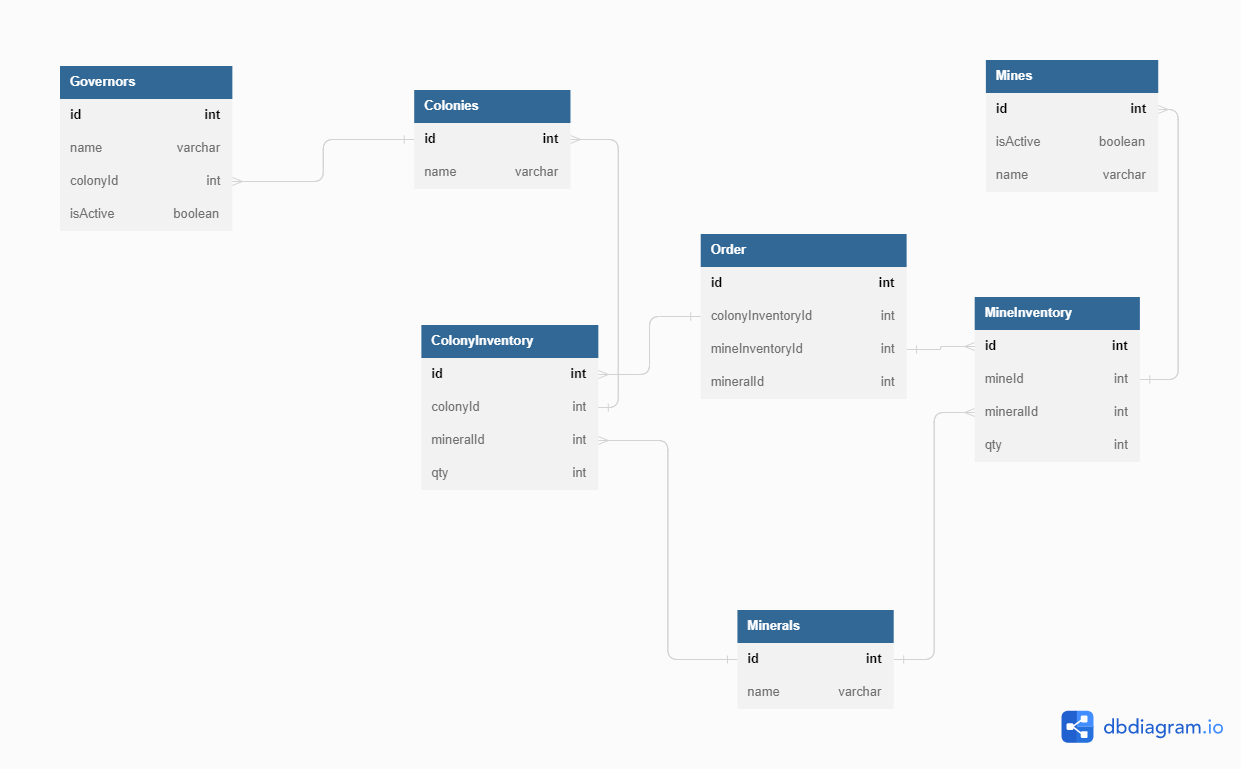 Governors
id int
name varchar
colonyId int
isActive boolean
Colonies
id int
name varchar
Mines
id int
isActive boolean
name varchar
Order
id int
colonyInventoryId int
mineInventoryId int
mineralId int
ColonyInventory
id int
colonyId int
mineralId int
qty int
MineInventory
id int
mineId int
mineralId int
qty int
Minerals
id int
name varchar
dbdiagram.io